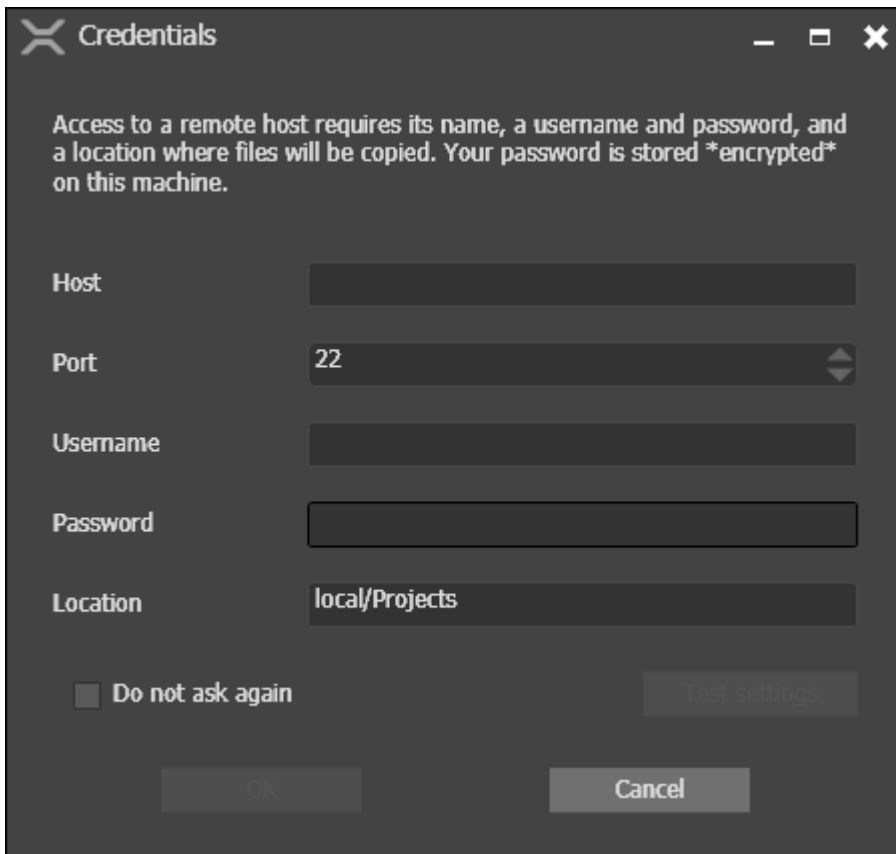 Credentials
Access to a remote host requires its name, a username and password, and
a location where files will be copied. Your password is stored *encrypted*
on this machine.
Host
Port 22
Username
Password
Location local/Projects
Do not ask again Test settings
OK Cancel